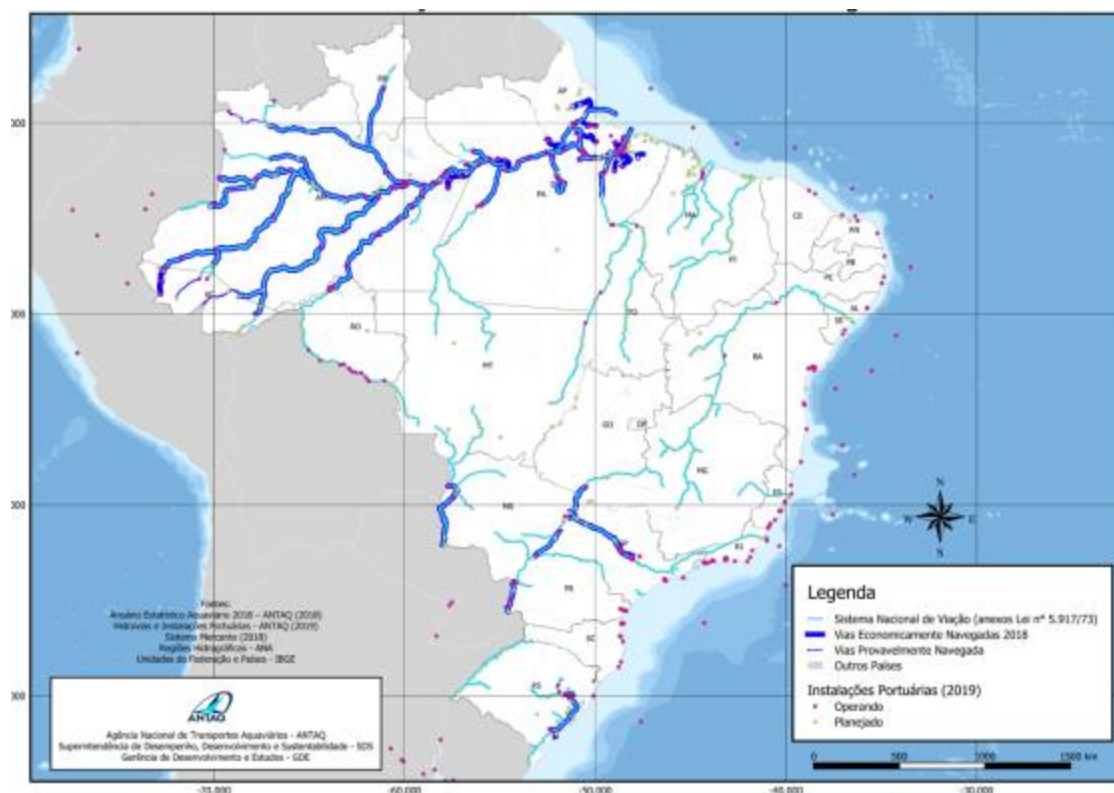 AP
PA
MA
CE
RN
PB
PE
AL
SE
PI
TO
BA
RO
MT
GO
DF
MG
MS
ES
RJ
PR
SC
RS
N
W
E
S
Fontes:
Anuário Estatístico Aquaviário 2018 - ANTAQ (2018)
Hidrovias e Instalações Portuárias - ANTAQ (2019)
Sistema Mercante (2018)
Regiões Hidrográficas - ANA
Unidades da Federação e Países - IBGE
ANTAQ
Agência Nacional de Transportes Aquaviários - ANTAQ
Superintendência de Desempenho, Desenvolvimento e Sustentabilidade - SDS
Gerência de Desenvolvimento e Estudos - GDE
Legenda
Sistema Nacional de Viação (anexos Lei nº 5.917/73)
Vias Economicamente Navegadas 2018
Vias Provavelmente Navegada
Outros Países
Instalações Portuárias (2019)
Operando
Planejado
0 500 1000 1500 km
-70,000 -60,000 -50,000 -40,000 -30,000